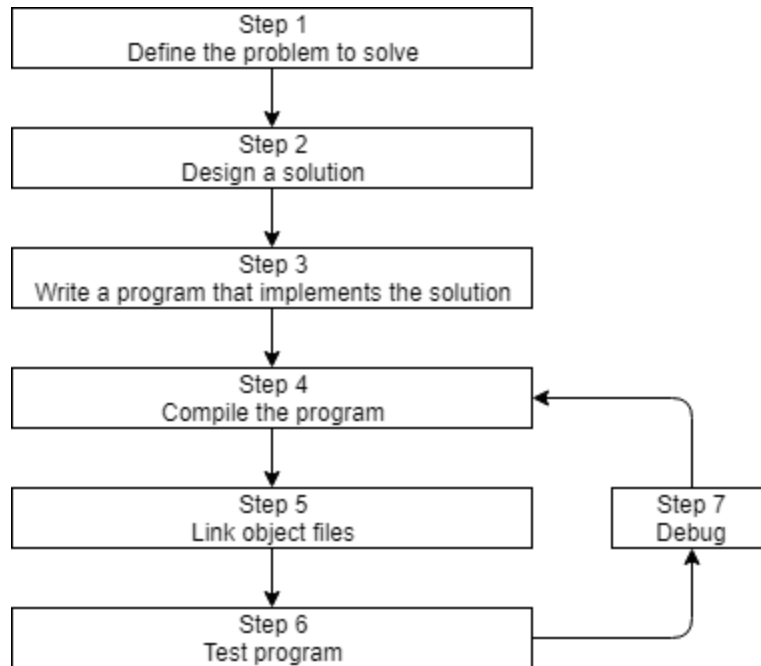 Step 1
Define the problem to solve
Step 2
Design a solution
Step 3
Write a program that implements the solution
Step 4
Compile the program
Step 5
Link object files
Step 7
Debug
Step 6
Test program